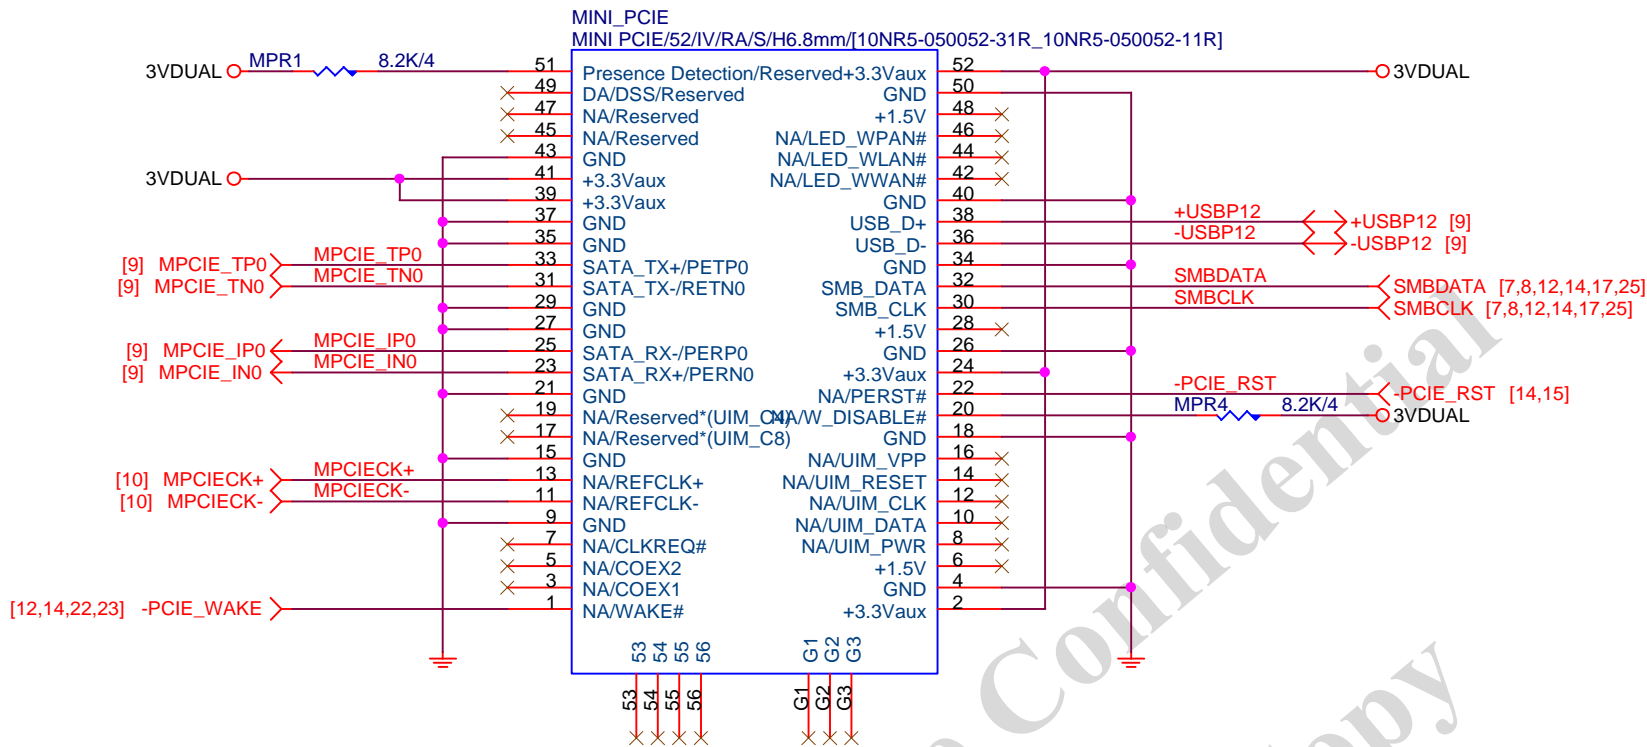 MINI_PCIE
MINI PCIE/52/IV/RA/S/H6.8mm/[10NR5-050052-31R_10NR5-050052-11R]
3VDUAL MPR1 8.2K/4 51 Presence Detection/Reserved +3.3Vaux 52 3VDUAL
49 DA/DSS/Reserved GND 50
47 NA/Reserved +1.5V 48
45 NA/Reserved NA/LED_WPAN# 46
43 GND NA/LED_WLAN# 44
3VDUAL 41 +3.3Vaux NA/LED_WWAN# 42
39 +3.3Vaux GND 40
37 GND USB_D+ 38 +USBP12 +USBP12 [9]
35 GND USB_D- 36 -USBP12 -USBP12 [9]
[9] MPCIE_TP0 MPCIE_TP0 33 SATA_TX+/PETP0 GND 34
[9] MPCIE_TN0 MPCIE_TN0 31 SATA_TX-/RETN0 SMB_DATA 32 SMBDATA SMBDATA [7,8,12,14,17,25]
29 GND SMB_CLK 30 SMBCLK SMBCLK [7,8,12,14,17,25]
27 GND +1.5V 28
[9] MPCIE_IP0 MPCIE_IP0 25 SATA_RX-/PERP0 GND 26
[9] MPCIE_IN0 MPCIE_IN0 23 SATA_RX+/PERN0 +3.3Vaux 24
21 GND NA/PERST# 22 -PCIE_RST -PCIE_RST [14,15]
19 NA/Reserved*(UIM_C4) NA/W_DISABLE# 20 MPR4 8.2K/4 3VDUAL
17 NA/Reserved*(UIM_C8) GND 18
15 GND NA/UIM_VPP 16
[10] MPCIECK+ MPCIECK+ 13 NA/REFCLK+ NA/UIM_RESET 14
[10] MPCIECK- MPCIECK- 11 NA/REFCLK- NA/UIM_CLK 12
9 GND NA/UIM_DATA 10
7 NA/CLKREQ# NA/UIM_PWR 8
5 NA/COEX2 +1.5V 6
3 NA/COEX1 GND 4
[12,14,22,23] -PCIE_WAKE 1 NA/WAKE# +3.3Vaux 2
53 54 55 56 G1 G2 G3
53 54 55 56 G1 G2 G3
Confidential